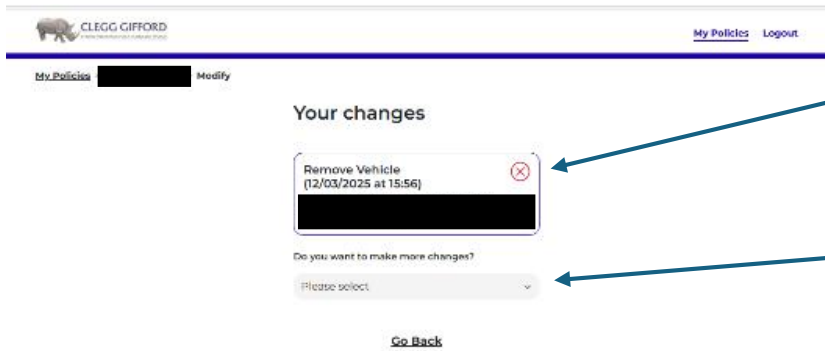 CLEGG GIFFORD
My Policies Logout
My Policies Modify
Your changes
Remove Vehicle
(12/03/2025 at 15:56)
Do you want to make more changes?
Please select
Go Back